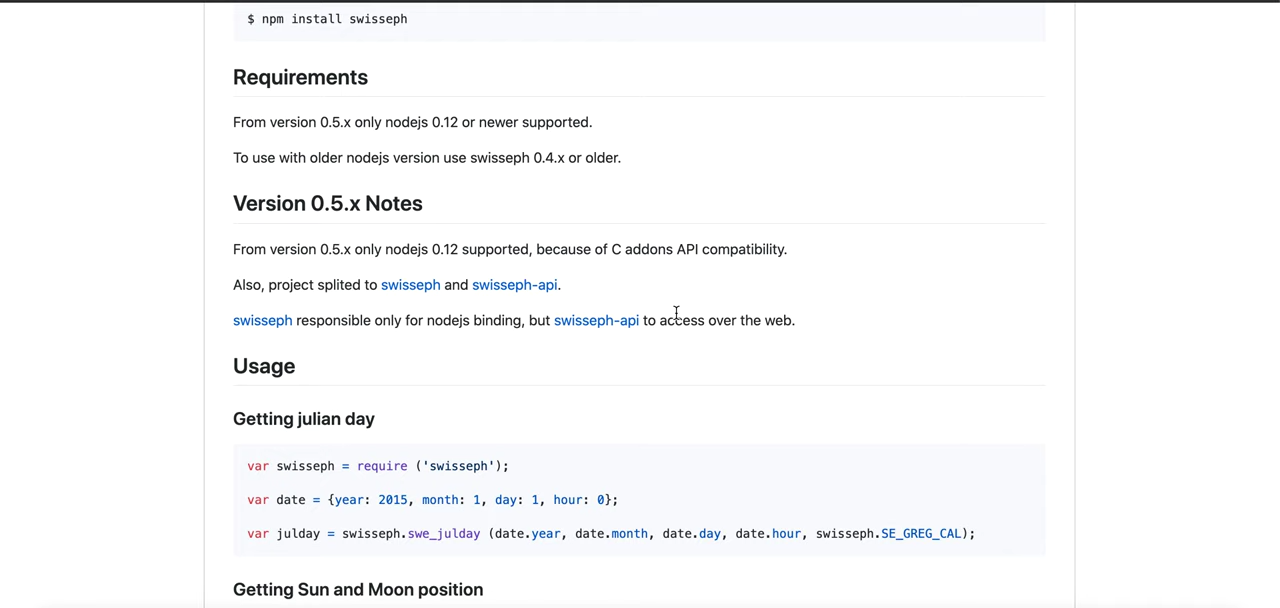 $ npm install swisseph
Requirements
From version 0.5.x only nodejs 0.12 or newer supported.
To use with older nodejs version use swisseph 0.4.x or older.
Version 0.5.x Notes
From version 0.5.x only nodejs 0.12 supported, because of C addons API compatibility.
Also, project splited to swisseph and swisseph-api.
swisseph responsible only for nodejs binding, but swisseph-api to access over the web.
Usage
Getting julian day
var swisseph = require ('swisseph');
var date = {year: 2015, month: 1, day: 1, hour: 0};
var julday = swisseph.swe_julday (date.year, date.month, date.day, date.hour, swisseph.SE_GREG_CAL);
Getting Sun and Moon position